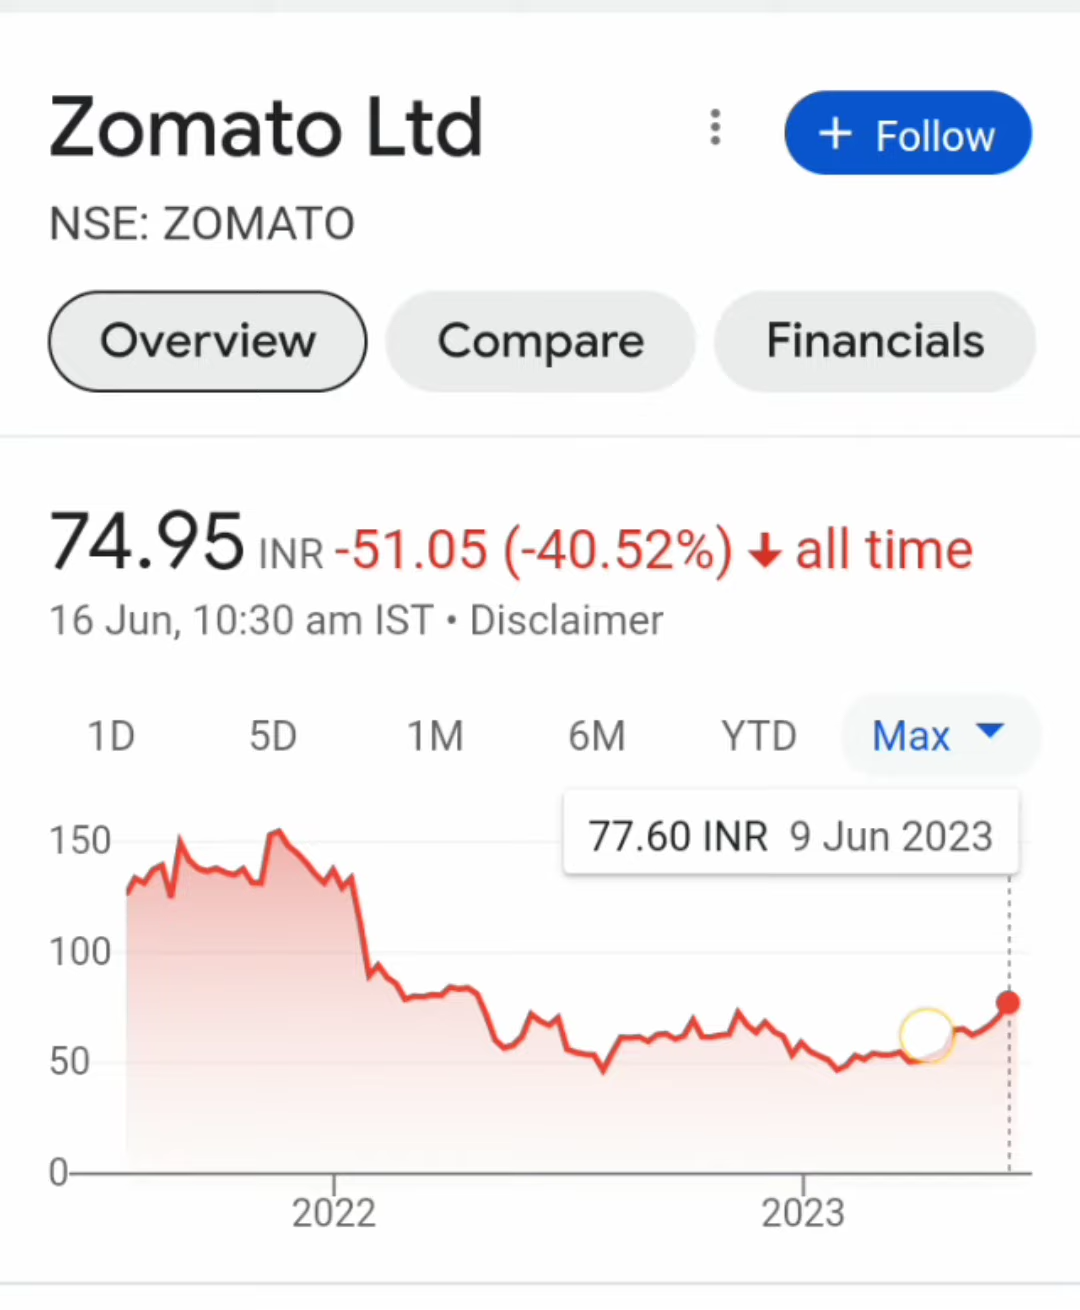 Zomato Ltd
+ Follow
NSE: ZOMATO
Overview Compare Financials
74.95 INR -51.05 (-40.52%) ↓ all time
16 Jun, 10:30 am IST • Disclaimer
1D 5D 1M 6M YTD Max
77.60 INR 9 Jun 2023
150
100
50
0
2022 2023